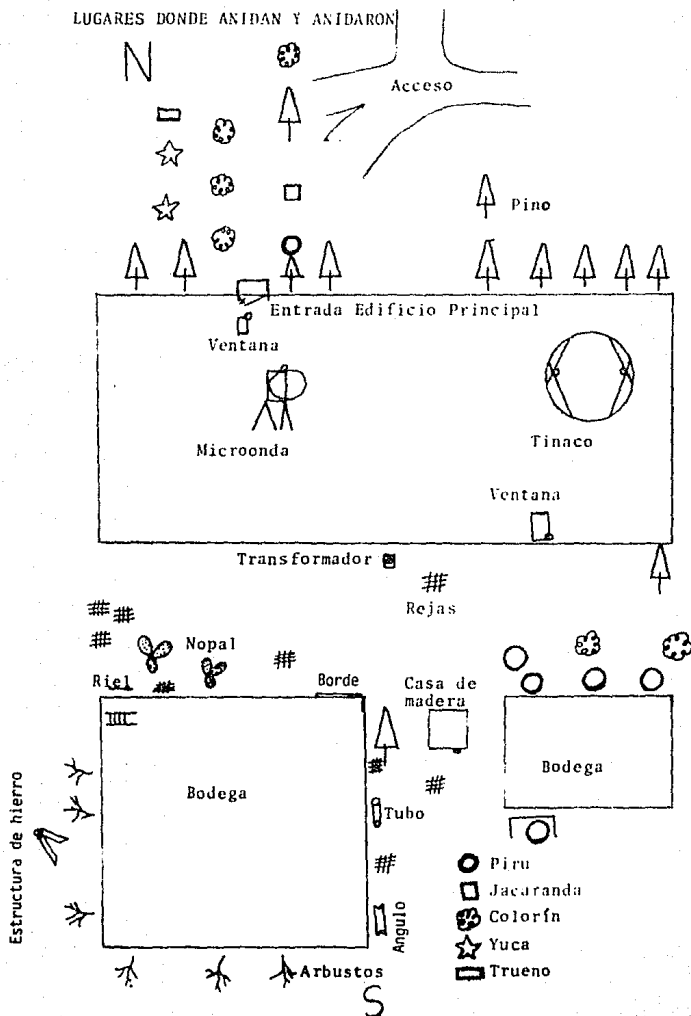 LUGARES DONDE ANIDAN Y ANIDARON
N
Acceso
Pino
Entrada Edificio Principal
Ventana
Microonda
Tinaco
Ventana
Transformador
Rejas
Nopal
Riel
Borde
Casa de
madera
Bodega
Bodega
Tubo
Estructura de hierro
Angulo
Piru
Jacaranda
Colorín
Yuca
Trueno
Arbustos
S